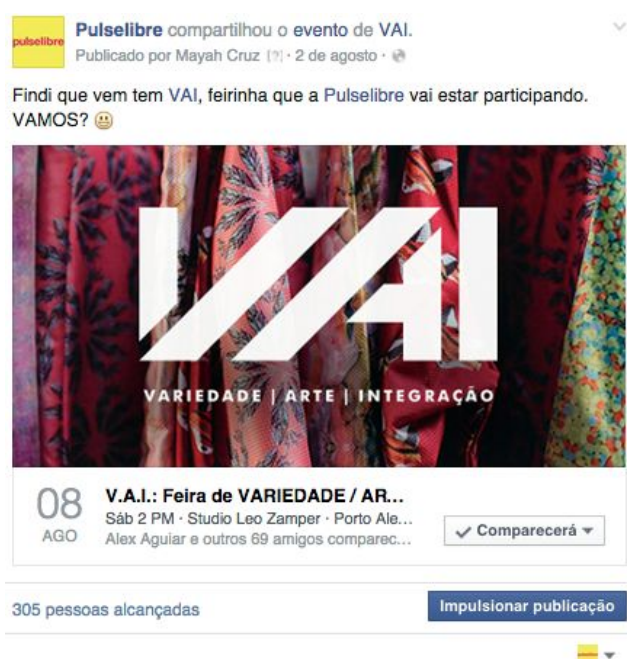 pulselibre
Pulselibre compartilhou o evento de VAI.
Publicado por Mayah Cruz [?] · 2 de agosto ·
Findi que vem tem VAI, feirinha que a Pulselibre vai estar participando.
VAMOS? 😃
VAI
VARIEDADE | ARTE | INTEGRAÇÃO
08
AGO
V.A.I.: Feira de VARIEDADE / AR...
Sáb 2 PM · Studio Leo Zamper · Porto Ale...
Alex Aguiar e outros 69 amigos comparec...
Comparecerá
305 pessoas alcançadas
Impulsionar publicação